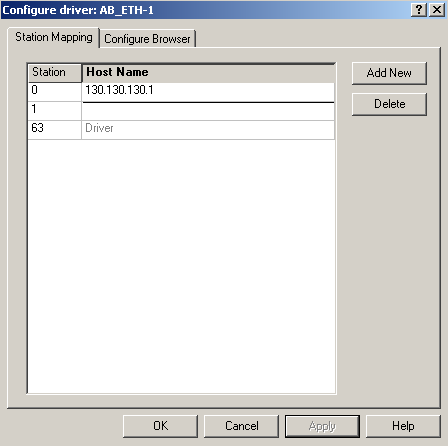 Configure driver: AB_ETH-1
Station Mapping Configure Browser
Station Host Name
0 130.130.130.1
1
63 Driver
Add New
Delete
OK Cancel Apply Help